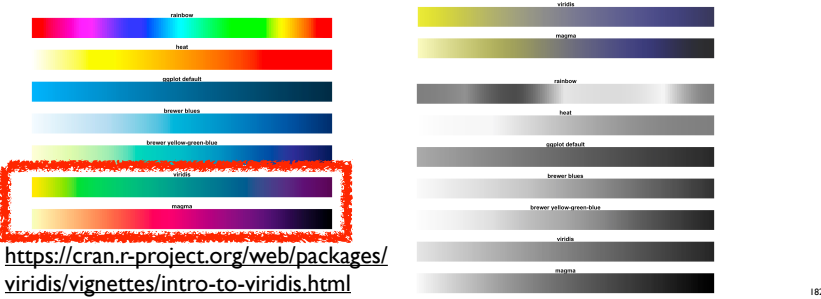 rainbow
heat
ggplot default
brewer blues
brewer yellow-green-blue
viridis
magma
https://cran.r-project.org/web/packages/
viridis/vignettes/intro-to-viridis.html
viridis
magma
rainbow
heat
ggplot default
brewer blues
brewer yellow-green-blue
viridis
magma
182